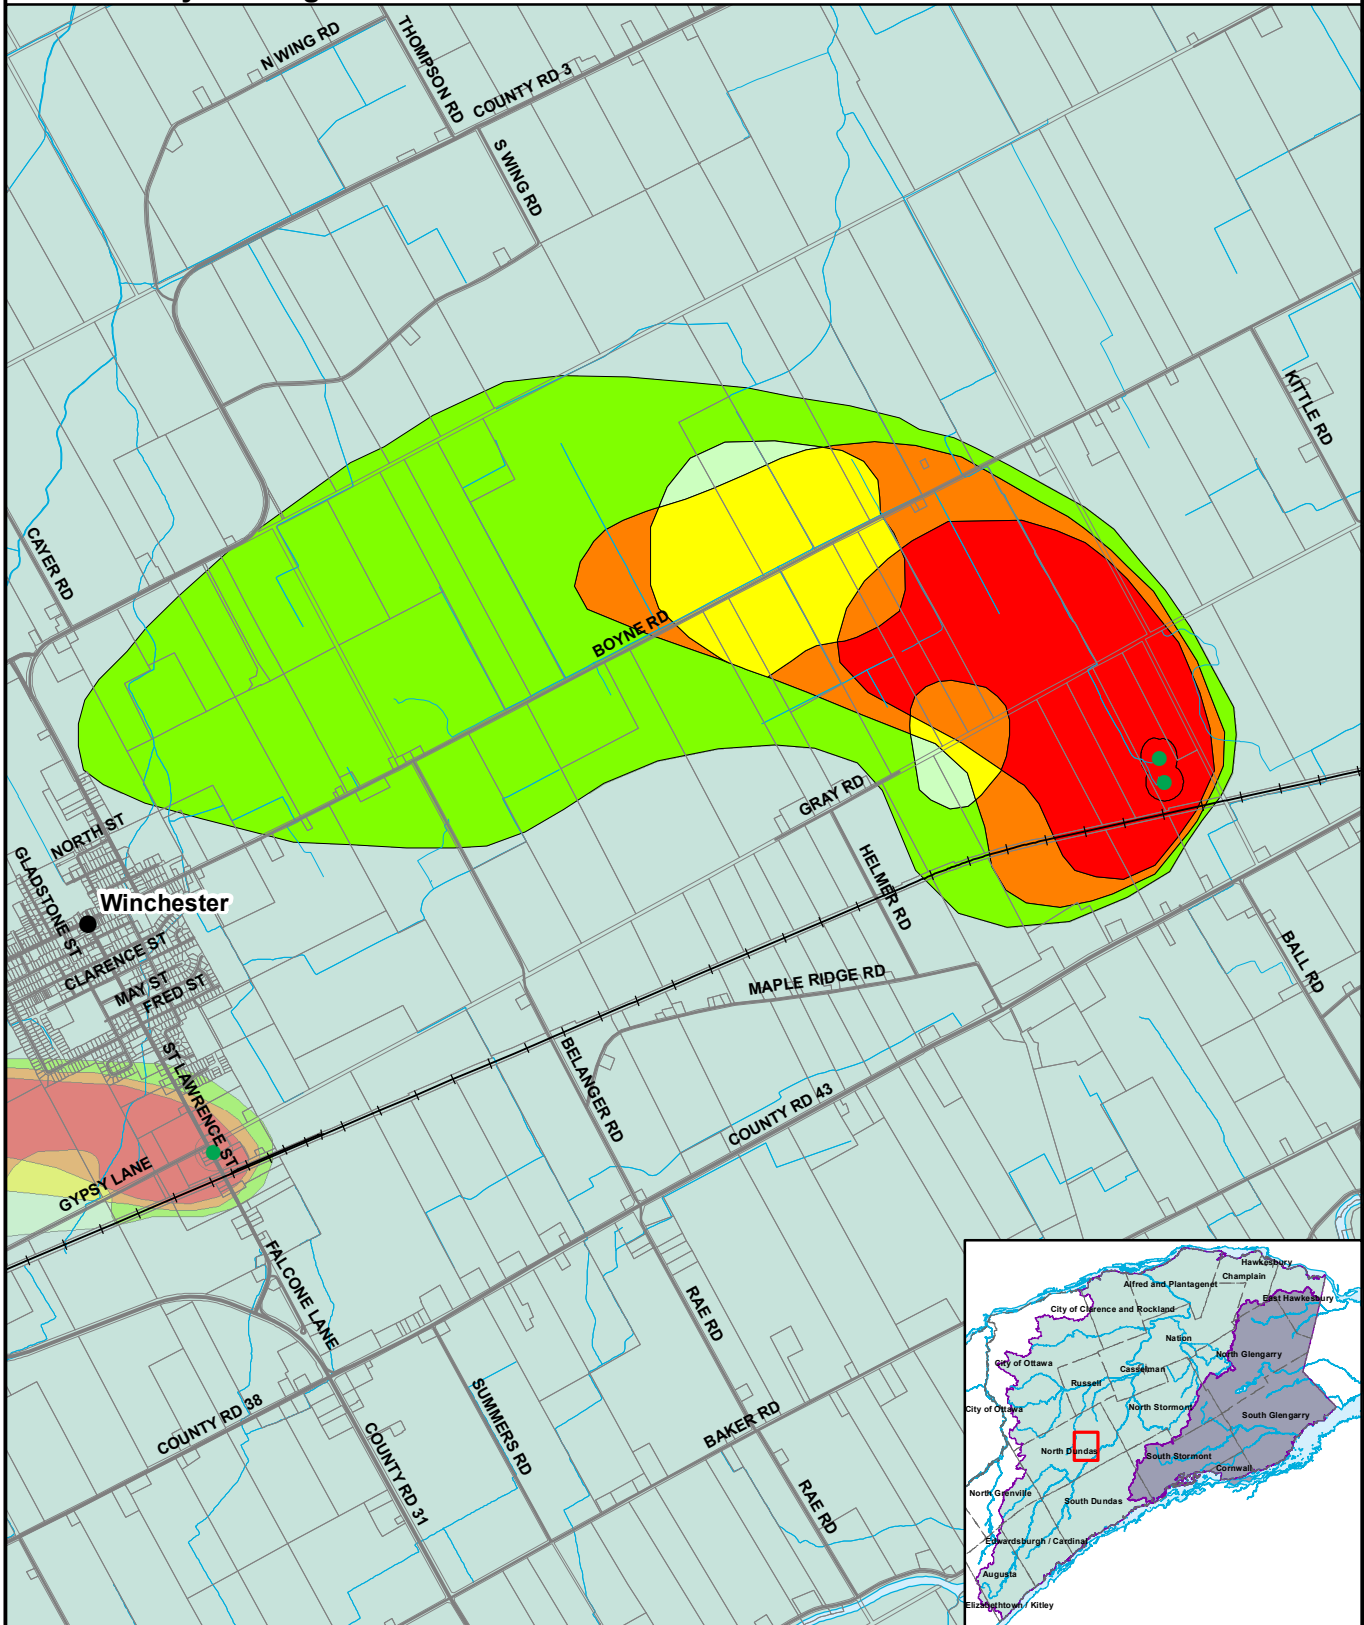 N WING RD
THOMPSON RD
COUNTY RD 3
S WING RD
KITTLE RD
CAYER RD
BOYNE RD
GRAY RD
NORTH ST
GLADSTONE ST
HELMER RD
Winchester
CLARENCE ST
MAY ST
FRED ST
BALL RD
MAPLE RIDGE RD
ST LAWRENCE ST
BELANGER RD
COUNTY RD 43
GYPSY LANE
FALCONE LANE
RAE RD
SUMMERS RD
COUNTY RD 38
BAKER RD
COUNTY RD 31
RAE RD
Hawkesbury
Champlain
Alfred and Plantagenet
East Hawkesbury
City of Clarence and Rockland
Nation
North Glengarry
City of Ottawa
Casselman
Russell
City of Ottawa
North Stormont
South Glengarry
North Dundas
South Stormont
Cornwall
North Grenville
South Dundas
Edwardsburgh / Cardinal
Augusta
Elizabethtown / Kitley